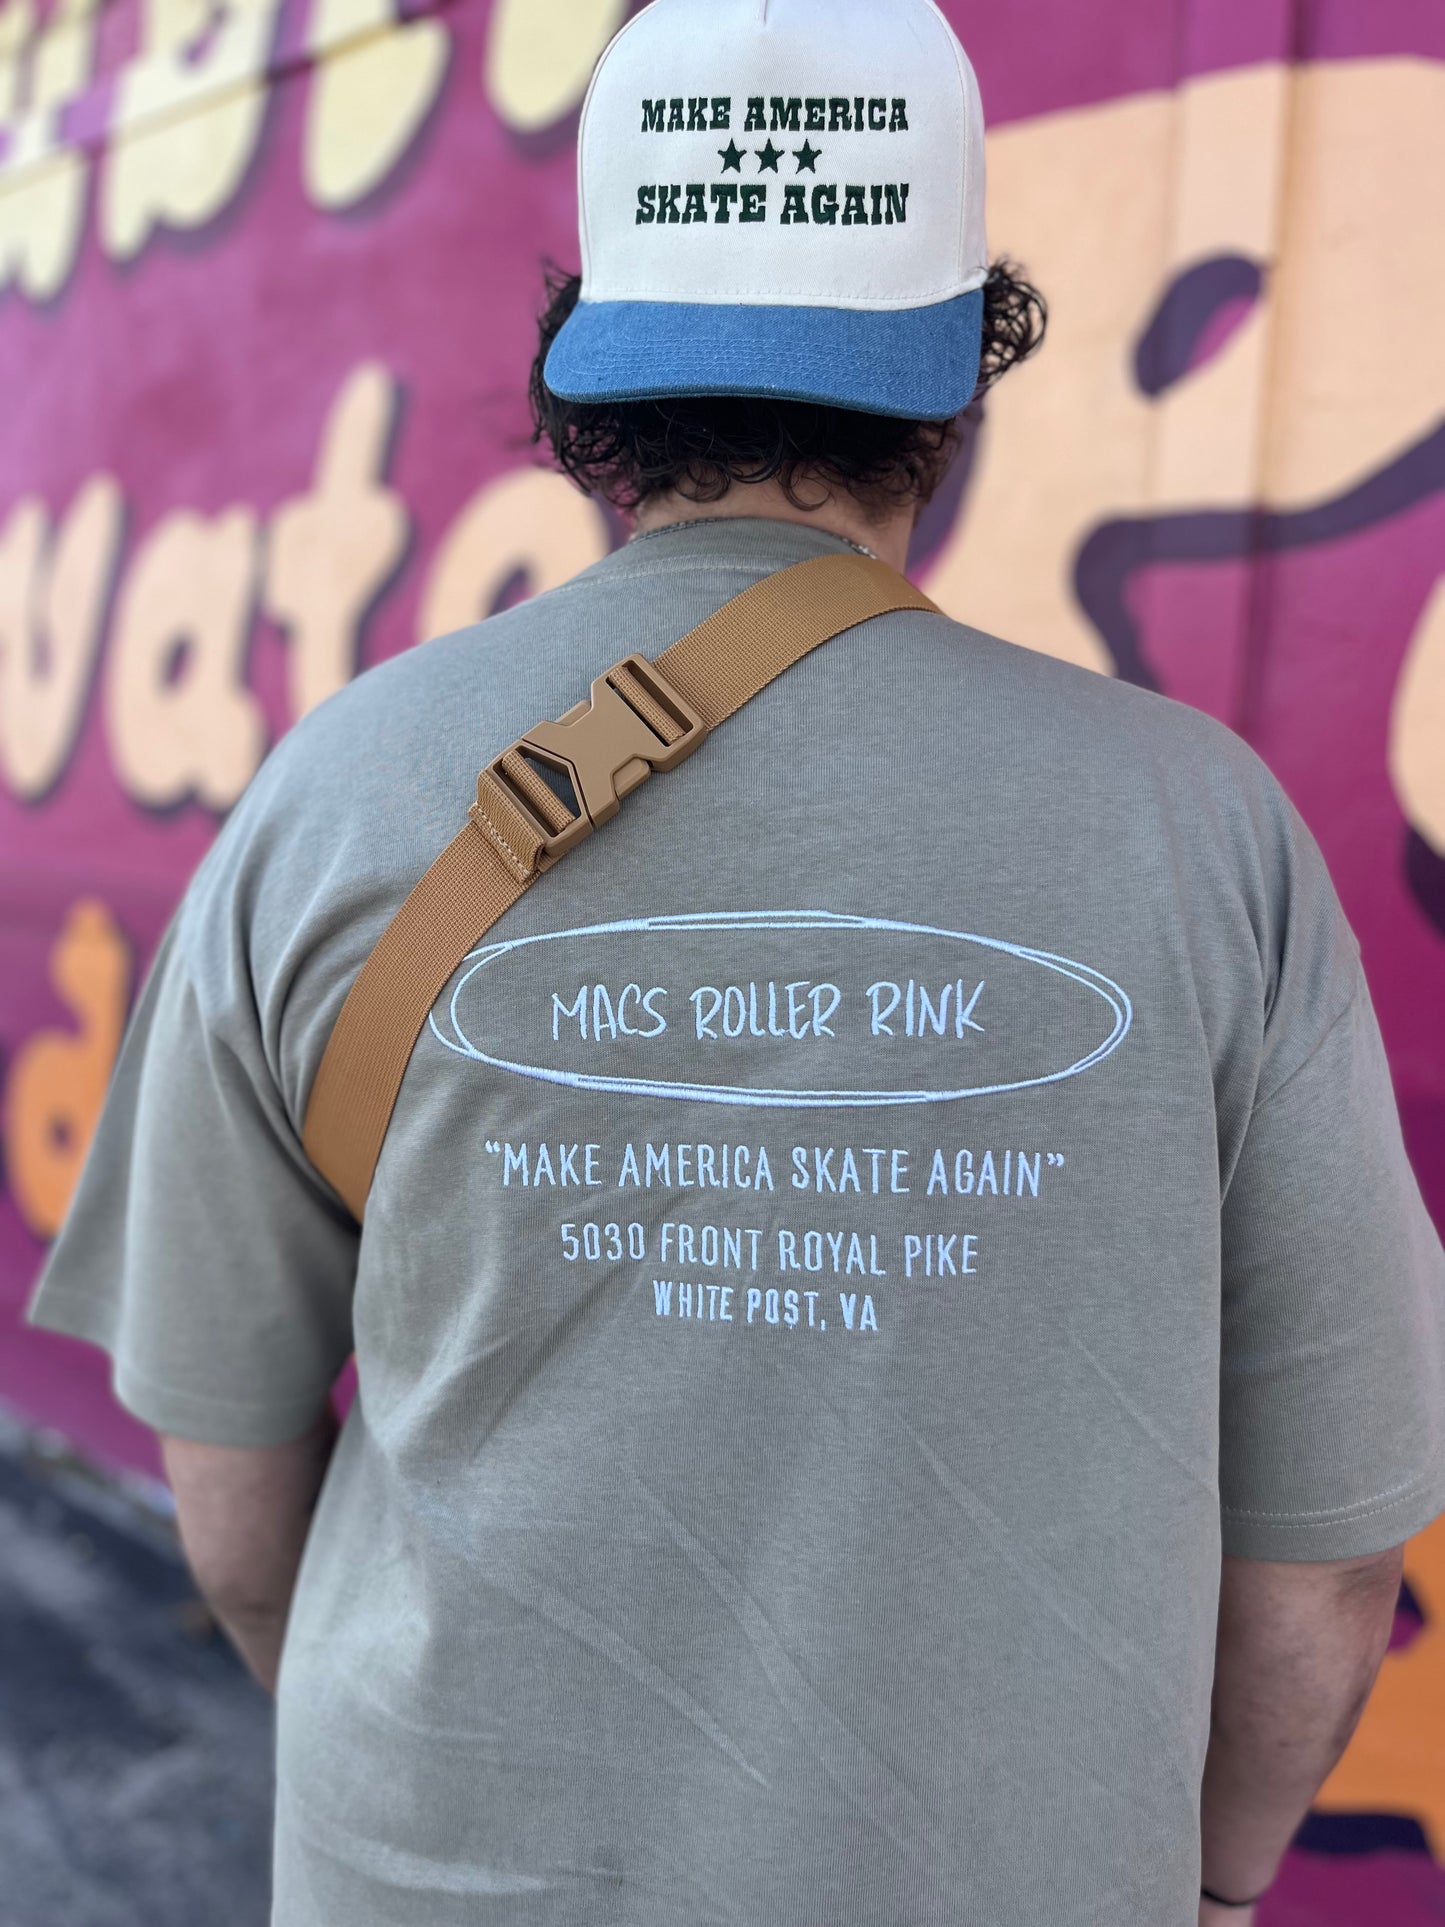 MAKE AMERICA
★★★
SKATE AGAIN
MACS ROLLER RINK
"MAKE AMERICA SKATE AGAIN"
5030 FRONT ROYAL PIKE
WHITE POST, VA